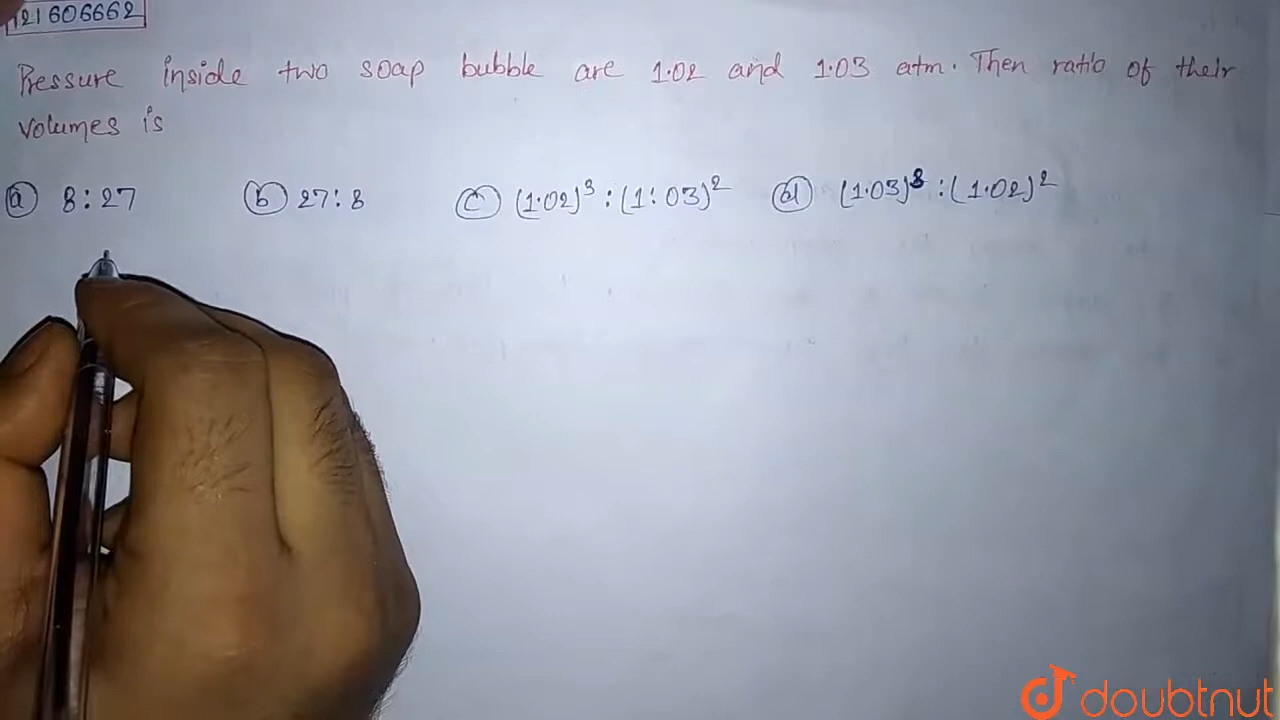 121606662
Pressure inside two soap bubble are 1.02 and 1.03 atm. Then ratio of their
volumes is
(a) 8:27 (b) 27:8 (c) (1.02)³ : (1:03)² (d) (1.03)³ : (1.02)²
doubtnut